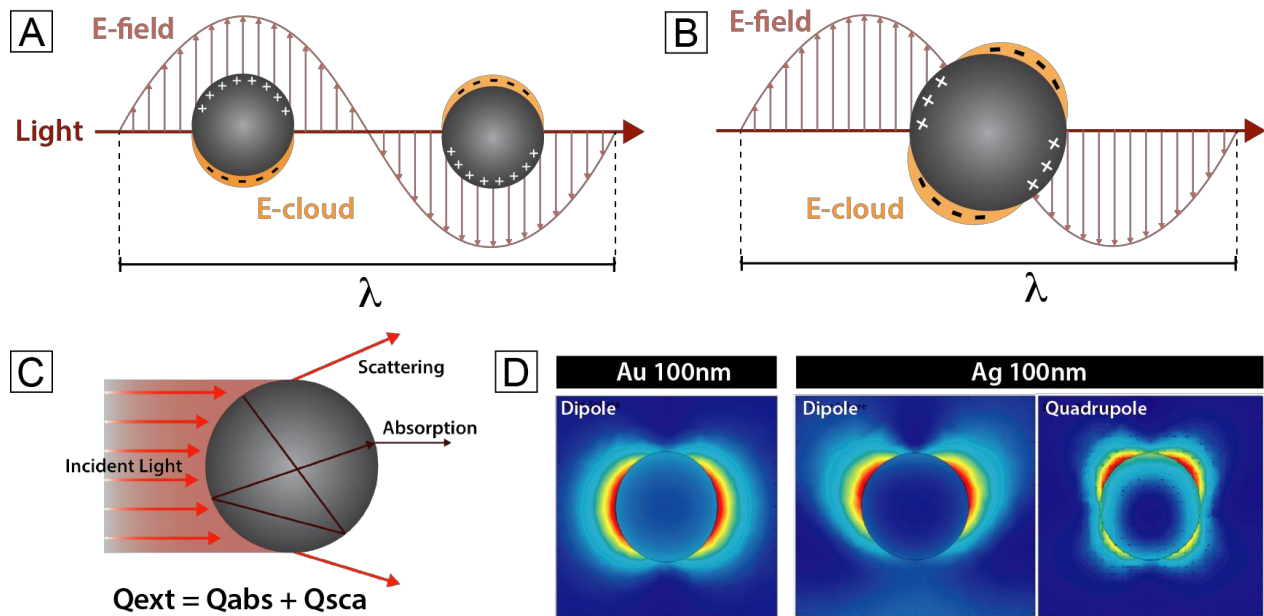 A
E-field
Light
E-cloud
λ
B
E-field
E-cloud
λ
C
Scattering
Absorption
Incident Light
Qext = Qabs + Qsca
D
Au 100nm
Ag 100nm
Dipole
Dipole
Quadrupole